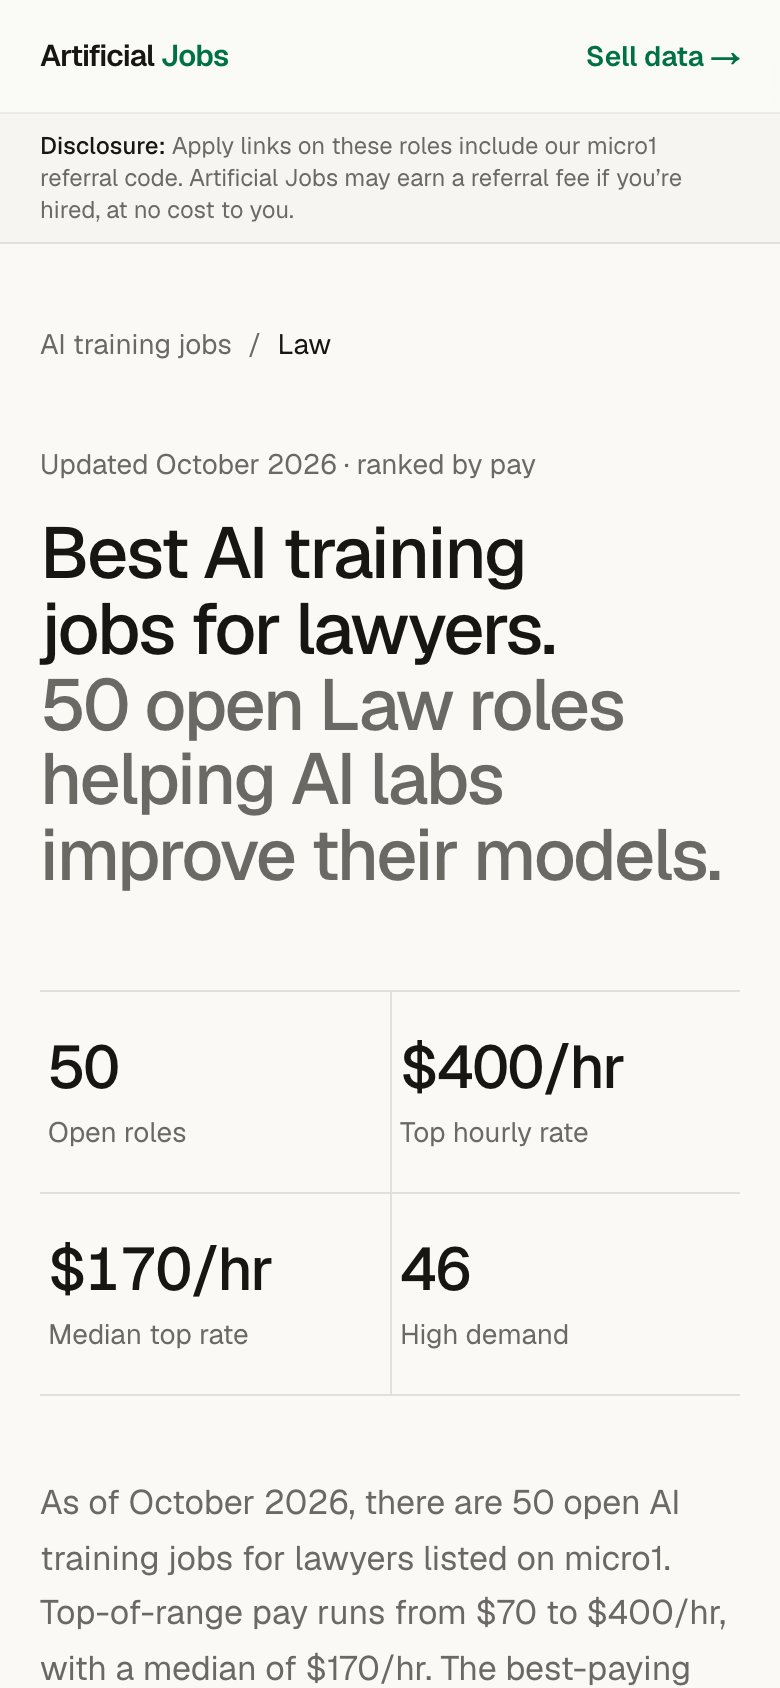 Artificial Jobs
Sell data →
Disclosure: Apply links on these roles include our micro1
referral code. Artificial Jobs may earn a referral fee if you’re
hired, at no cost to you.
AI training jobs / Law
Updated October 2026 · ranked by pay
Best AI training
jobs for lawyers.
50 open Law roles
helping AI labs
improve their models.
50
Open roles
$400/hr
Top hourly rate
$170/hr
Median top rate
46
High demand
As of October 2026, there are 50 open AI
training jobs for lawyers listed on micro1.
Top-of-range pay runs from $70 to $400/hr,
with a median of $170/hr. The best-paying